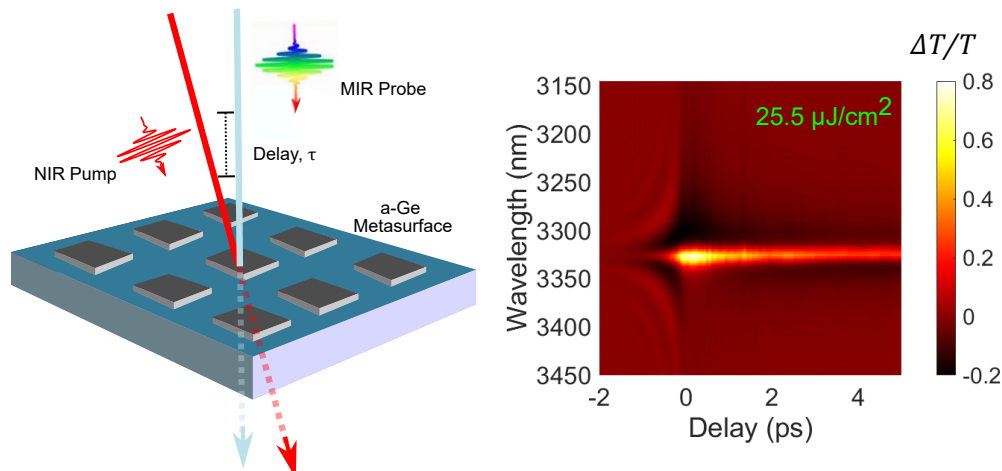 MIR Probe
NIR Pump
Delay, τ
a-Ge
Metasurface
ΔT/T
25.5 µJ/cm2
Wavelength (nm)
3150
3200
3250
3300
3350
3400
3450
-2
0
2
4
Delay (ps)
0.8
0.6
0.4
0.2
0
-0.2